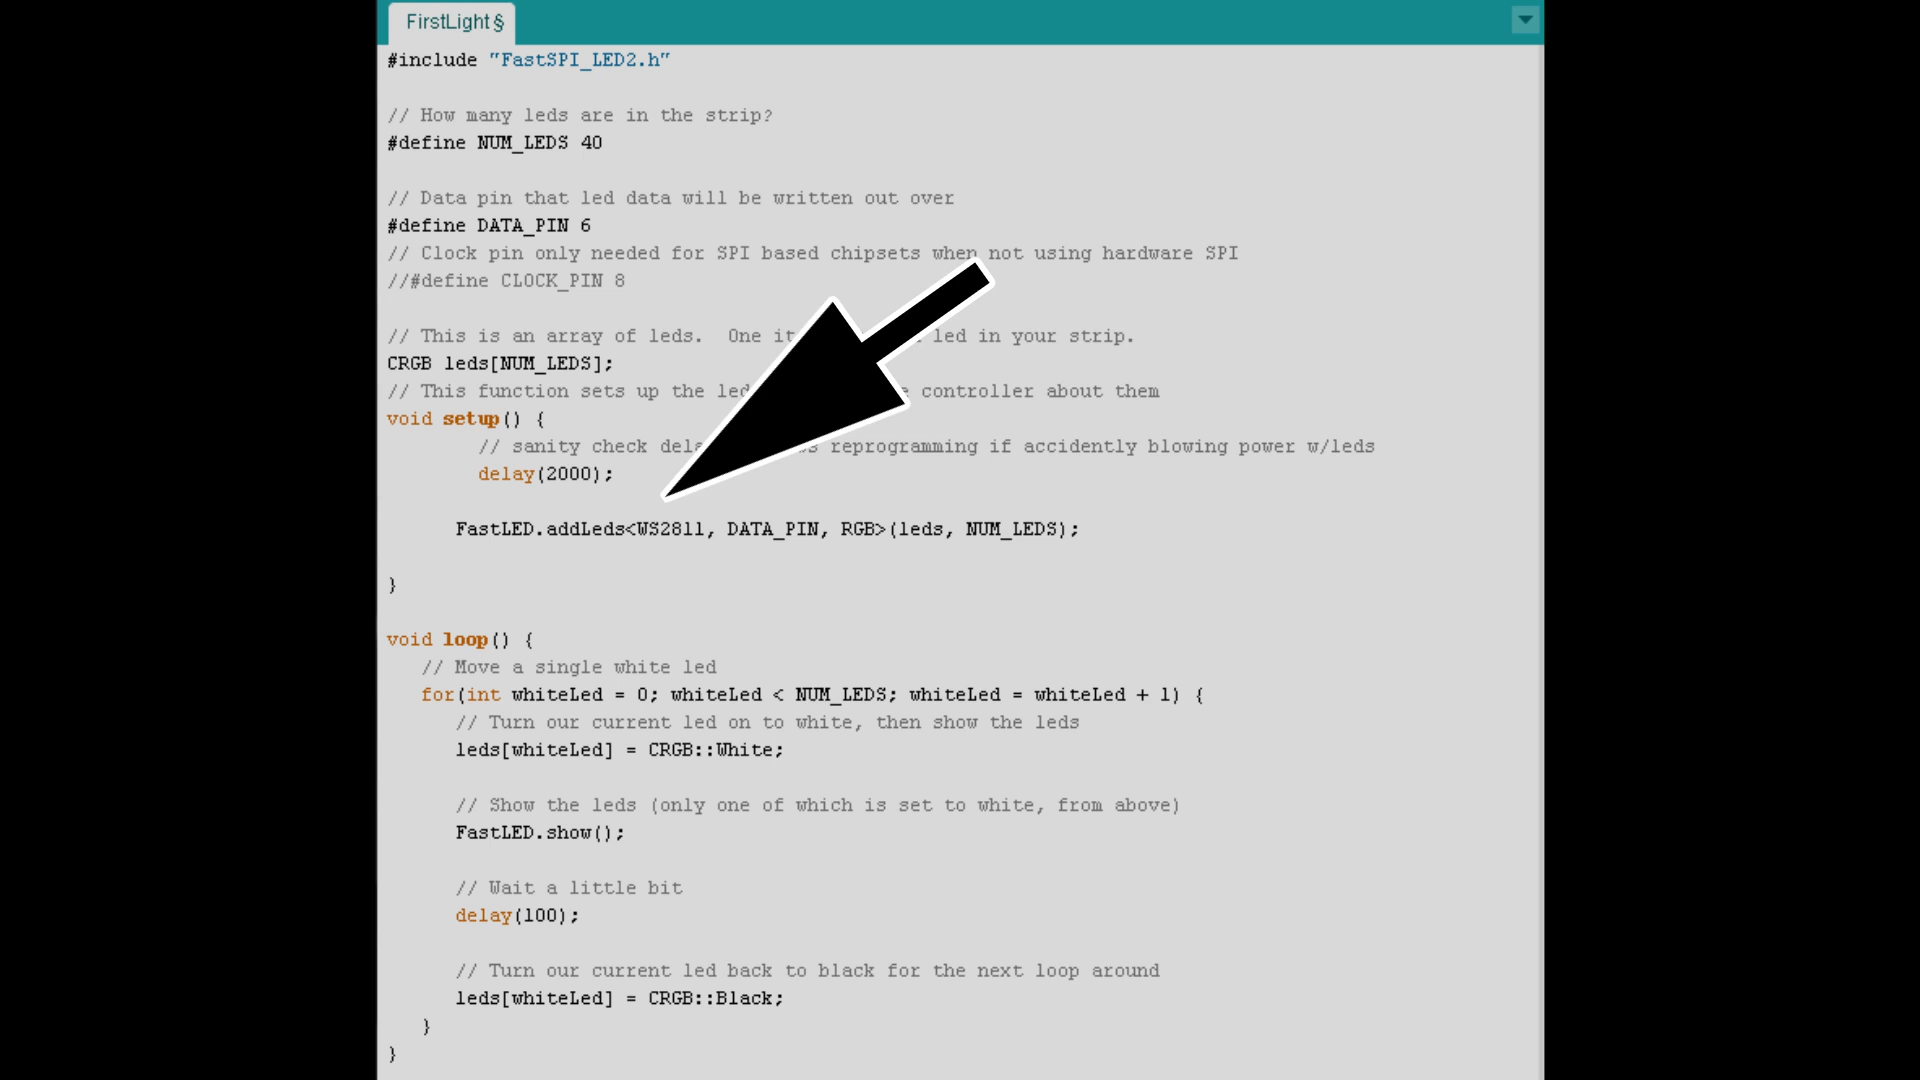 FirstLight §
#include "FastSPI_LED2.h"
// How many leds are in the strip?
#define NUM_LEDS 40
// Data pin that led data will be written out over
#define DATA_PIN 6
// Clock pin only needed for SPI based chipsets when not using hardware SPI
//#define CLOCK_PIN 8
// This is an array of leds.  One led in your strip.
CRGB leds[NUM_LEDS];
// This function sets up the controller about them
void setup() {
// sanity check reprogramming if accidently blowing power w/leds
delay(2000);
FastLED.addLeds<WS2811, DATA_PIN, RGB>(leds, NUM_LEDS);
}
void loop() {
// Move a single white led
for(int whiteLed = 0; whiteLed < NUM_LEDS; whiteLed = whiteLed + 1) {
// Turn our current led on to white, then show the leds
leds[whiteLed] = CRGB::White;
// Show the leds (only one of which is set to white, from above)
FastLED.show();
// Wait a little bit
delay(100);
// Turn our current led back to black for the next loop around
leds[whiteLed] = CRGB::Black;
}
}